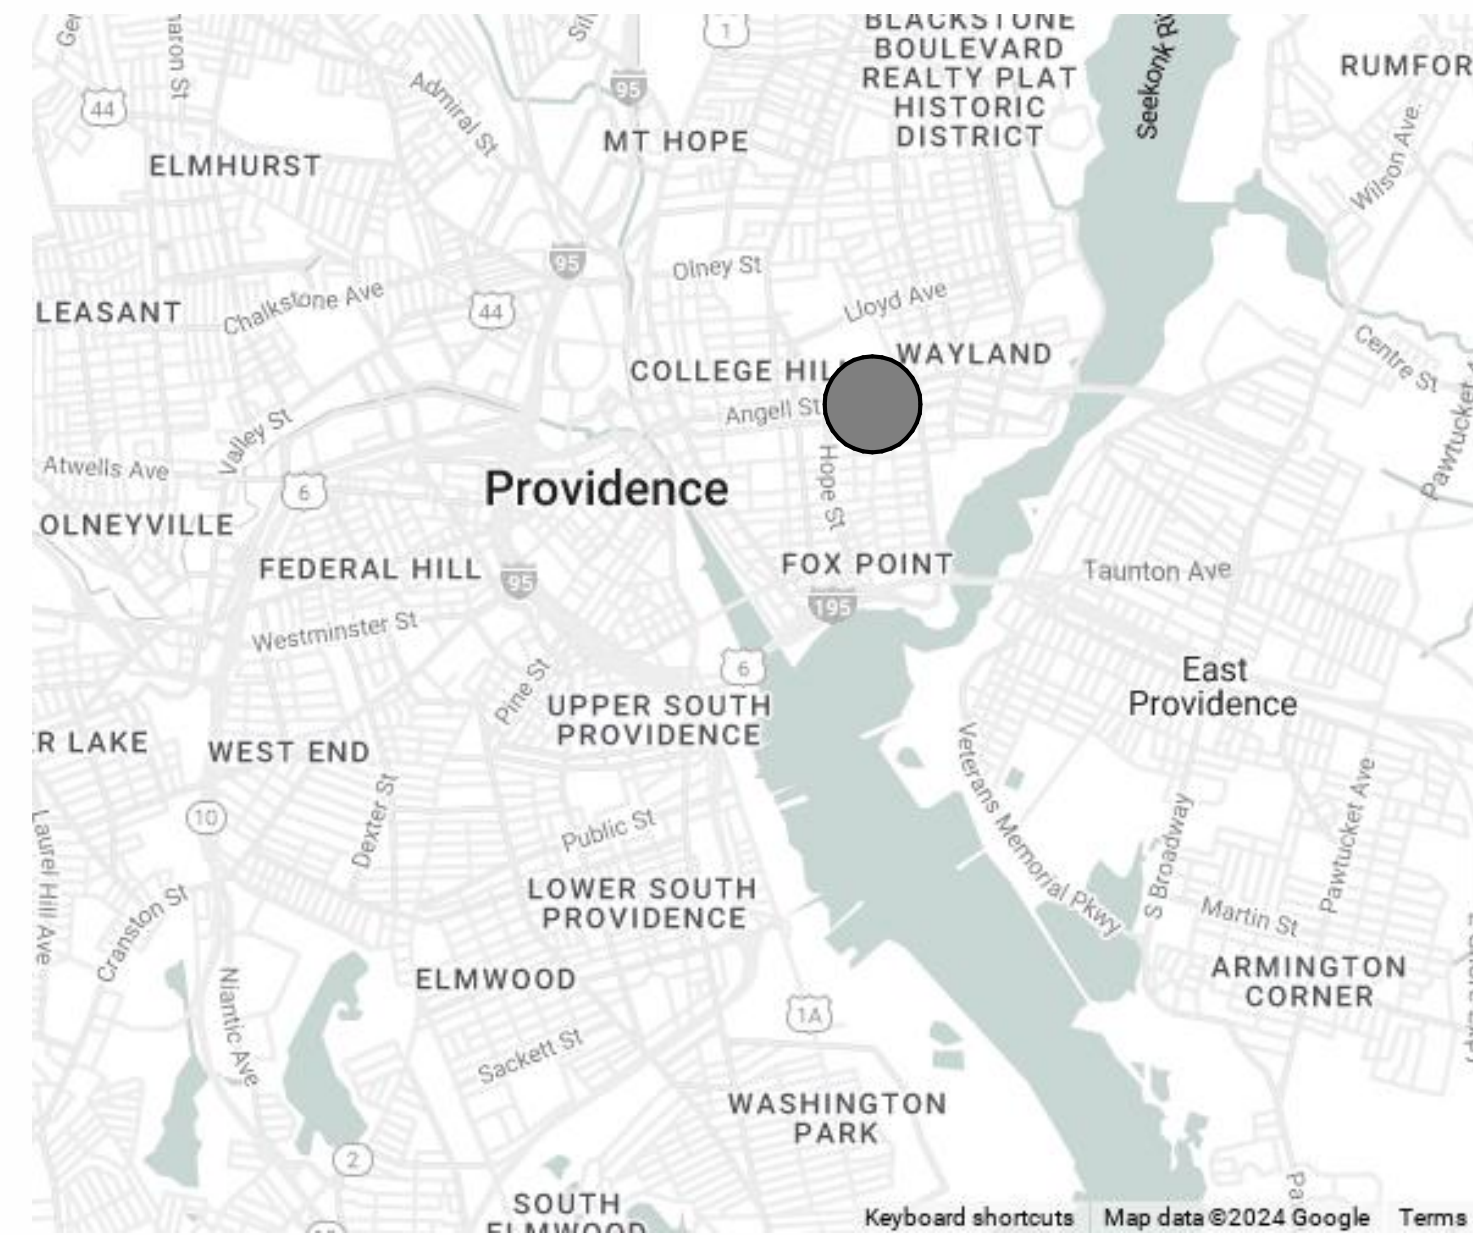 BLACKSTONE
BOULEVARD
REALTY PLAT
HISTORIC
DISTRICT
Seekonk
1
44
95
Admiral St
MT HOPE
ELMHURST
Wilson Ave.
95
Olney St
Lloyd Ave
Chalkstone Ave
44
LEASANT
WAYLAND
COLLEGE HIL
Centre St
Angell St
Pawtucket
Valley St
Atwells Ave
Hope St
6
Providence
OLNEYVILLE
FEDERAL HILL
95
FOX POINT
195
Taunton Ave
Westminster St
6
East
Providence
Pine St
UPPER SOUTH
PROVIDENCE
R LAKE
WEST END
Veterans Memorial Pkwy
10
Dexter St
Public St
S Broadway
Pawtucket Ave
Laurel Hill Ave
LOWER SOUTH
PROVIDENCE
Cranston St
Martin St
ARMINGTON
CORNER
ELMWOOD
Niantic Ave
1A
Sackett St
WASHINGTON
PARK
2
SOUTH
ELMWOOD
Pa
RUMFOR
Keyboard shortcuts Map data ©2024 Google Terms